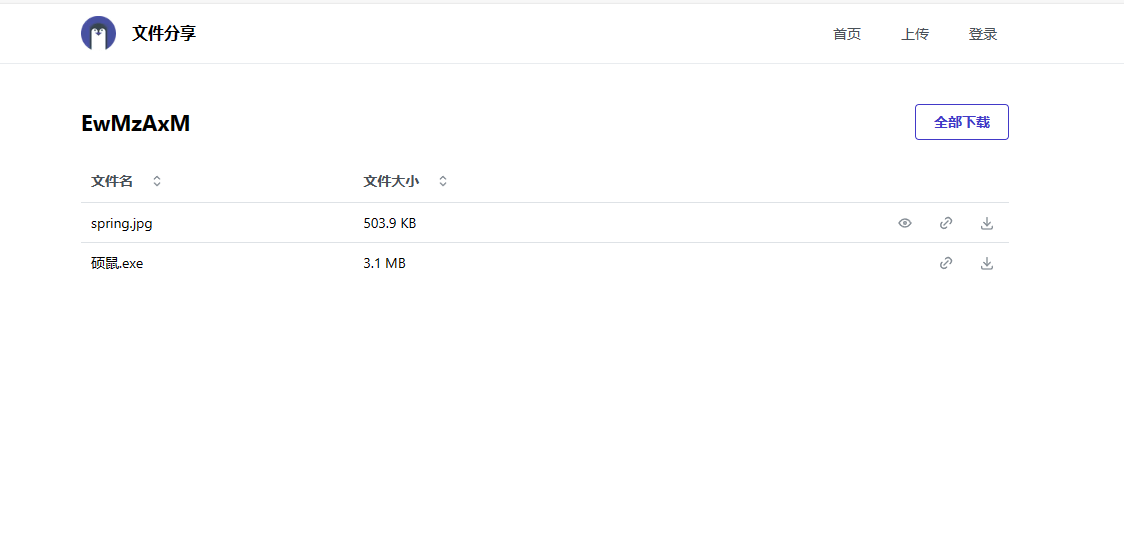 文件分享 首页 上传 登录
EwMzAxM 全部下载
文件名 文件大小
spring.jpg 503.9 KB
硕鼠.exe 3.1 MB